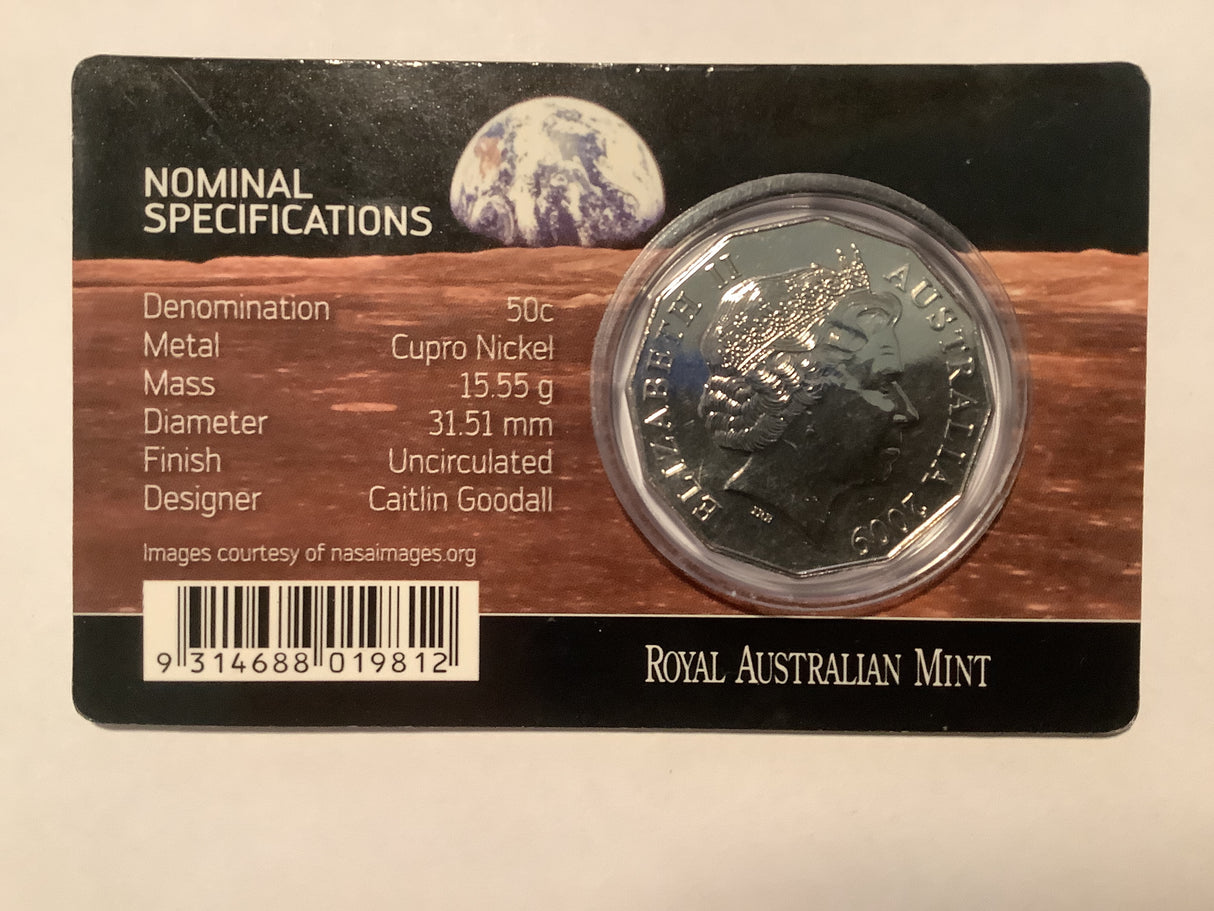 NOMINAL
SPECIFICATIONS
Denomination 50c
Metal Cupro Nickel
Mass 15.55 g
Diameter 31.51 mm
Finish Uncirculated
Designer Caitlin Goodall
Images courtesy of nasaimages.org
9 314688 019812
ELIZABETH II AUSTRALIA 2009
ROYAL AUSTRALIAN MINT